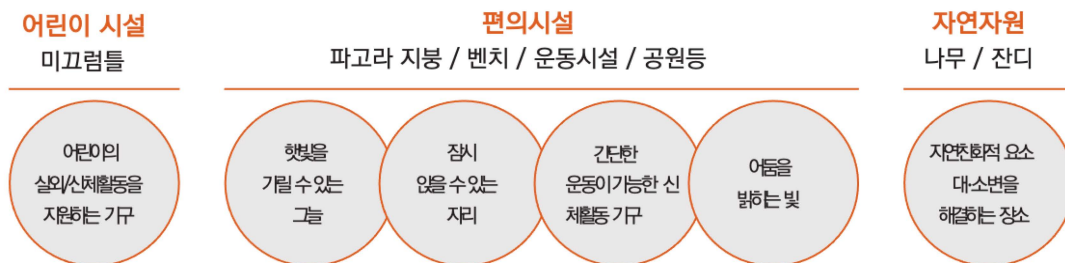 어린이 시설
미끄럼틀
편의시설
파고라 지붕 / 벤치 / 운동시설 / 공원등
자연자원
나무 / 잔디
어린이의
실외/신체활동을
지원하는 기구
햇빛을
가릴 수 있는
그늘
잠시
앉을 수 있는
자리
간단한
운동이 가능한 신
체활동 기구
어둠을
밝히는 빛
자연친화적 요소
대·소변을
해결하는 장소